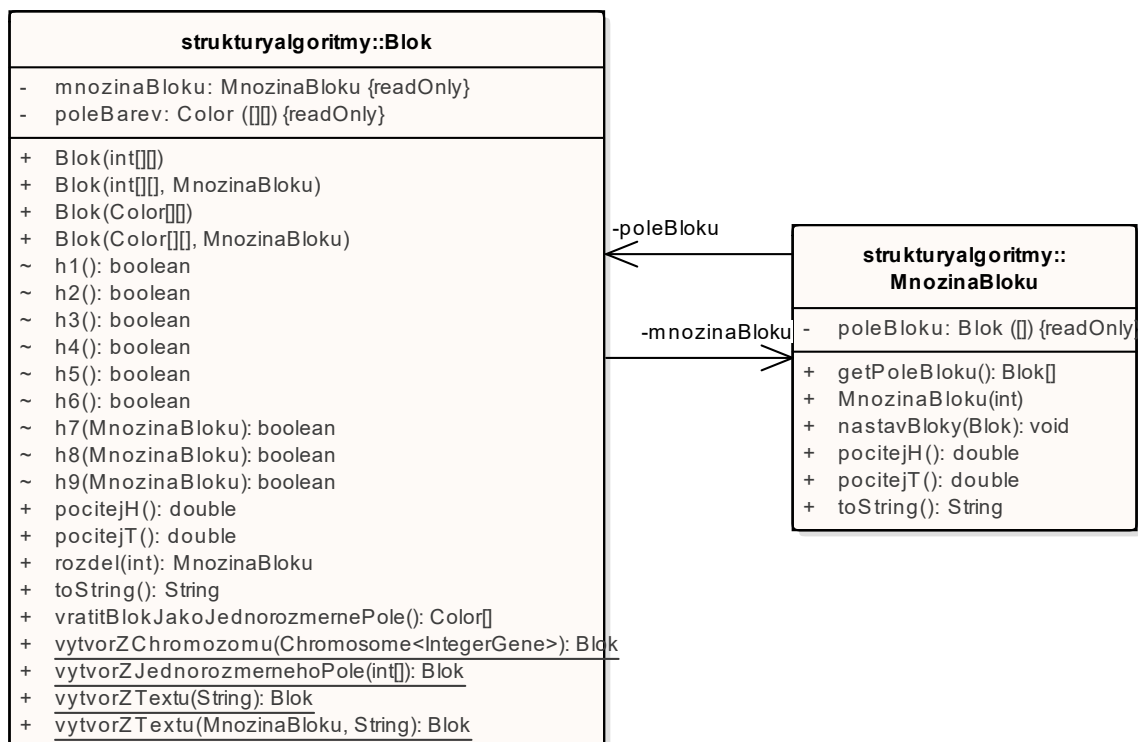 strukturyalgoritmy::Blok
- mnozinaBloku: MnozinaBloku {readOnly}
- poleBarev: Color ([][]) {readOnly}
+ Blok(int[][])
+ Blok(int[][], MnozinaBloku)
+ Blok(Color[][])
+ Blok(Color[][], MnozinaBloku)
~ h1(): boolean
~ h2(): boolean
~ h3(): boolean
~ h4(): boolean
~ h5(): boolean
~ h6(): boolean
~ h7(MnozinaBloku): boolean
~ h8(MnozinaBloku): boolean
~ h9(MnozinaBloku): boolean
+ pocitejH(): double
+ pocitejT(): double
+ rozdel(int): MnozinaBloku
+ toString(): String
+ vratitBlokJakoJednorozmernePole(): Color[]
+ vytvorZChromozomu(Chromosome<IntegerGene>): Blok
+ vytvorZJednorozmernehoPole(int[]): Blok
+ vytvorZTextu(String): Blok
+ vytvorZTextu(MnozinaBloku, String): Blok
-poleBloku
-mnozinaBloku
strukturyalgoritmy::
MnozinaBloku
- poleBloku: Blok ([]) {readOnly}
+ getPoleBloku(): Blok[]
+ MnozinaBloku(int)
+ nastavBloky(Blok): void
+ pocitejH(): double
+ pocitejT(): double
+ toString(): String